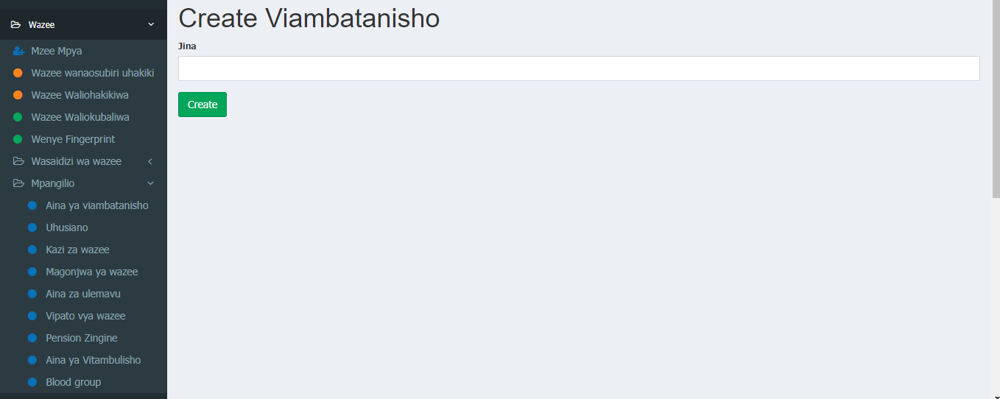 Wazee
Mzee Mpya
Wazee wanaosubiri uhakiki
Wazee Waliohakikiwa
Wazee Waliokubaliwa
Wenye Fingerprint
Wasaidizi wa wazee
Mpangilio
Aina ya viambatanisho
Uhusiano
Kazi za wazee
Magonjwa ya wazee
Aina za ulemavu
Vipato vya wazee
Pension Zingine
Aina ya Vitambulisho
Blood group
Create Viambatanisho
Jina
Create